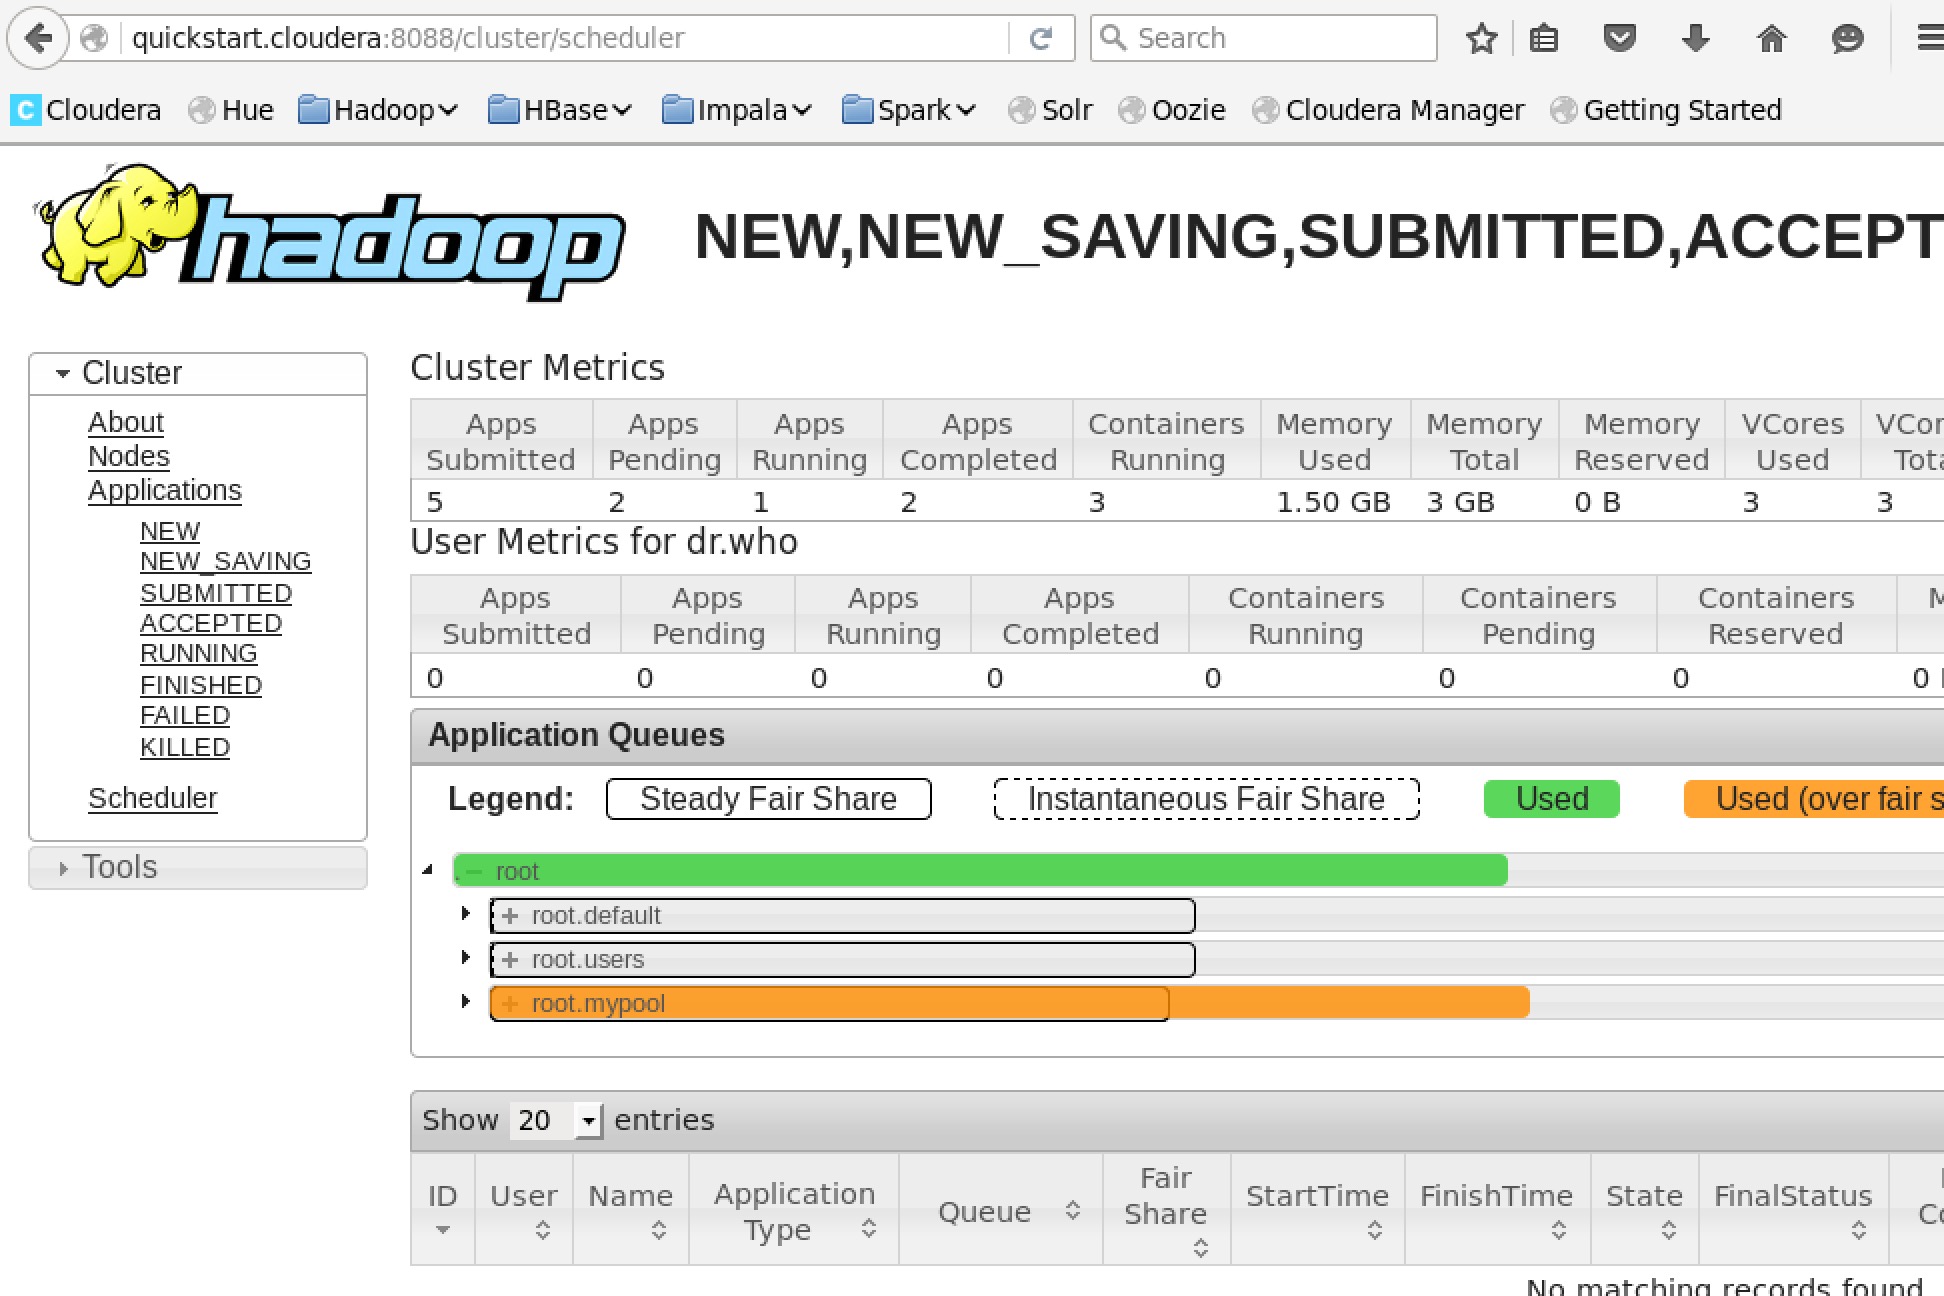 quickstart.cloudera:8088/cluster/scheduler Search
C Cloudera Hue Hadoop HBase Impala Spark Solr Oozie Cloudera Manager Getting Started
hadoop NEW,NEW_SAVING,SUBMITTED,ACCEPT
Cluster
About
Nodes
Applications
NEW
NEW_SAVING
SUBMITTED
ACCEPTED
RUNNING
FINISHED
FAILED
KILLED
Scheduler
Tools
Cluster Metrics
Apps Submitted Apps Pending Apps Running Apps Completed Containers Running Memory Used Memory Total Memory Reserved VCores Used
5 2 1 2 3 1.50 GB 3 GB 0 B 3 3
User Metrics for dr.who
Apps Submitted Apps Pending Apps Running Apps Completed Containers Running Containers Pending Containers Reserved
0 0 0 0 0 0 0 0
Application Queues
Legend: Steady Fair Share Instantaneous Fair Share Used Used (over fair s
- root
+ root.default
+ root.users
+ root.mypool
Show 20 entries
ID User Name Application Type Queue Fair Share StartTime FinishTime State FinalStatus
No matching records found